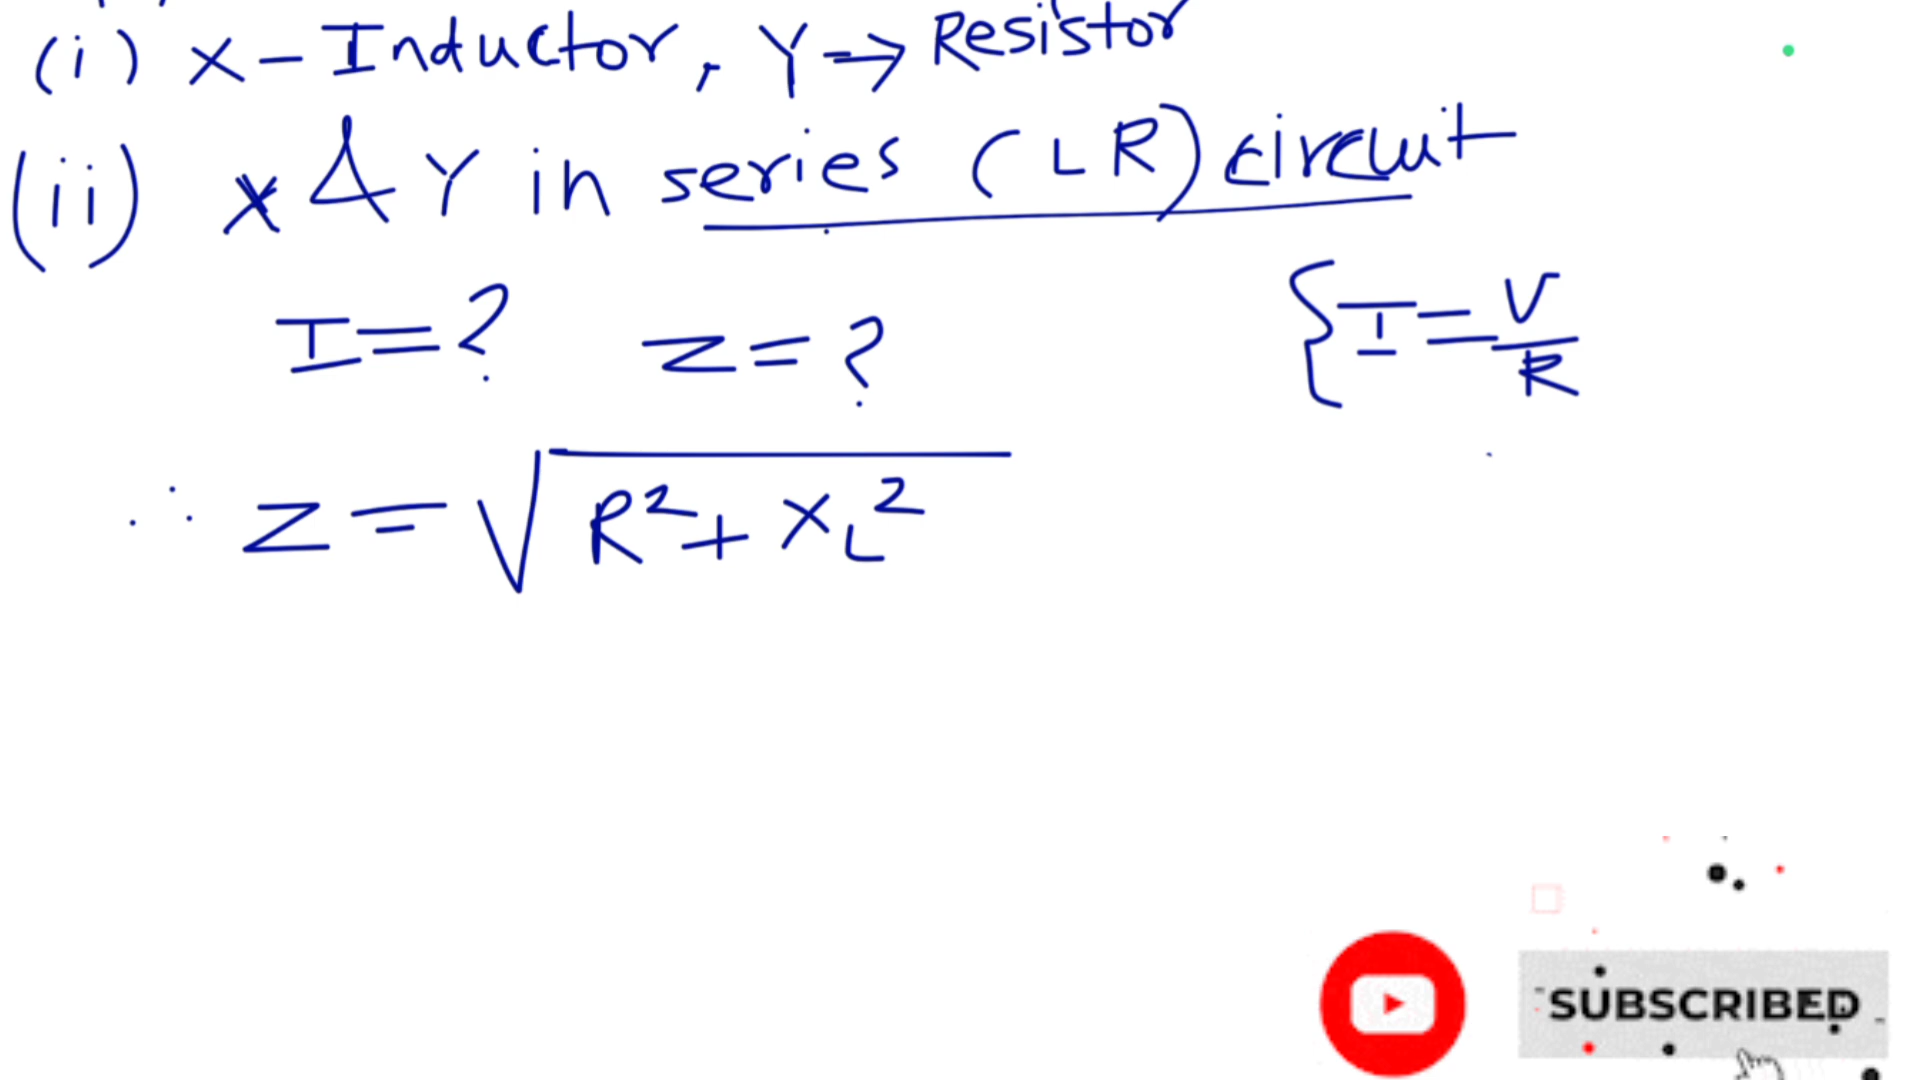 (i) x - Inductor, Y → Resistor
(ii) x & Y in series (LR) circuit
I = ? Z = ? { I = V/R
∴ Z = √(R² + X_L²)
SUBSCRIBED